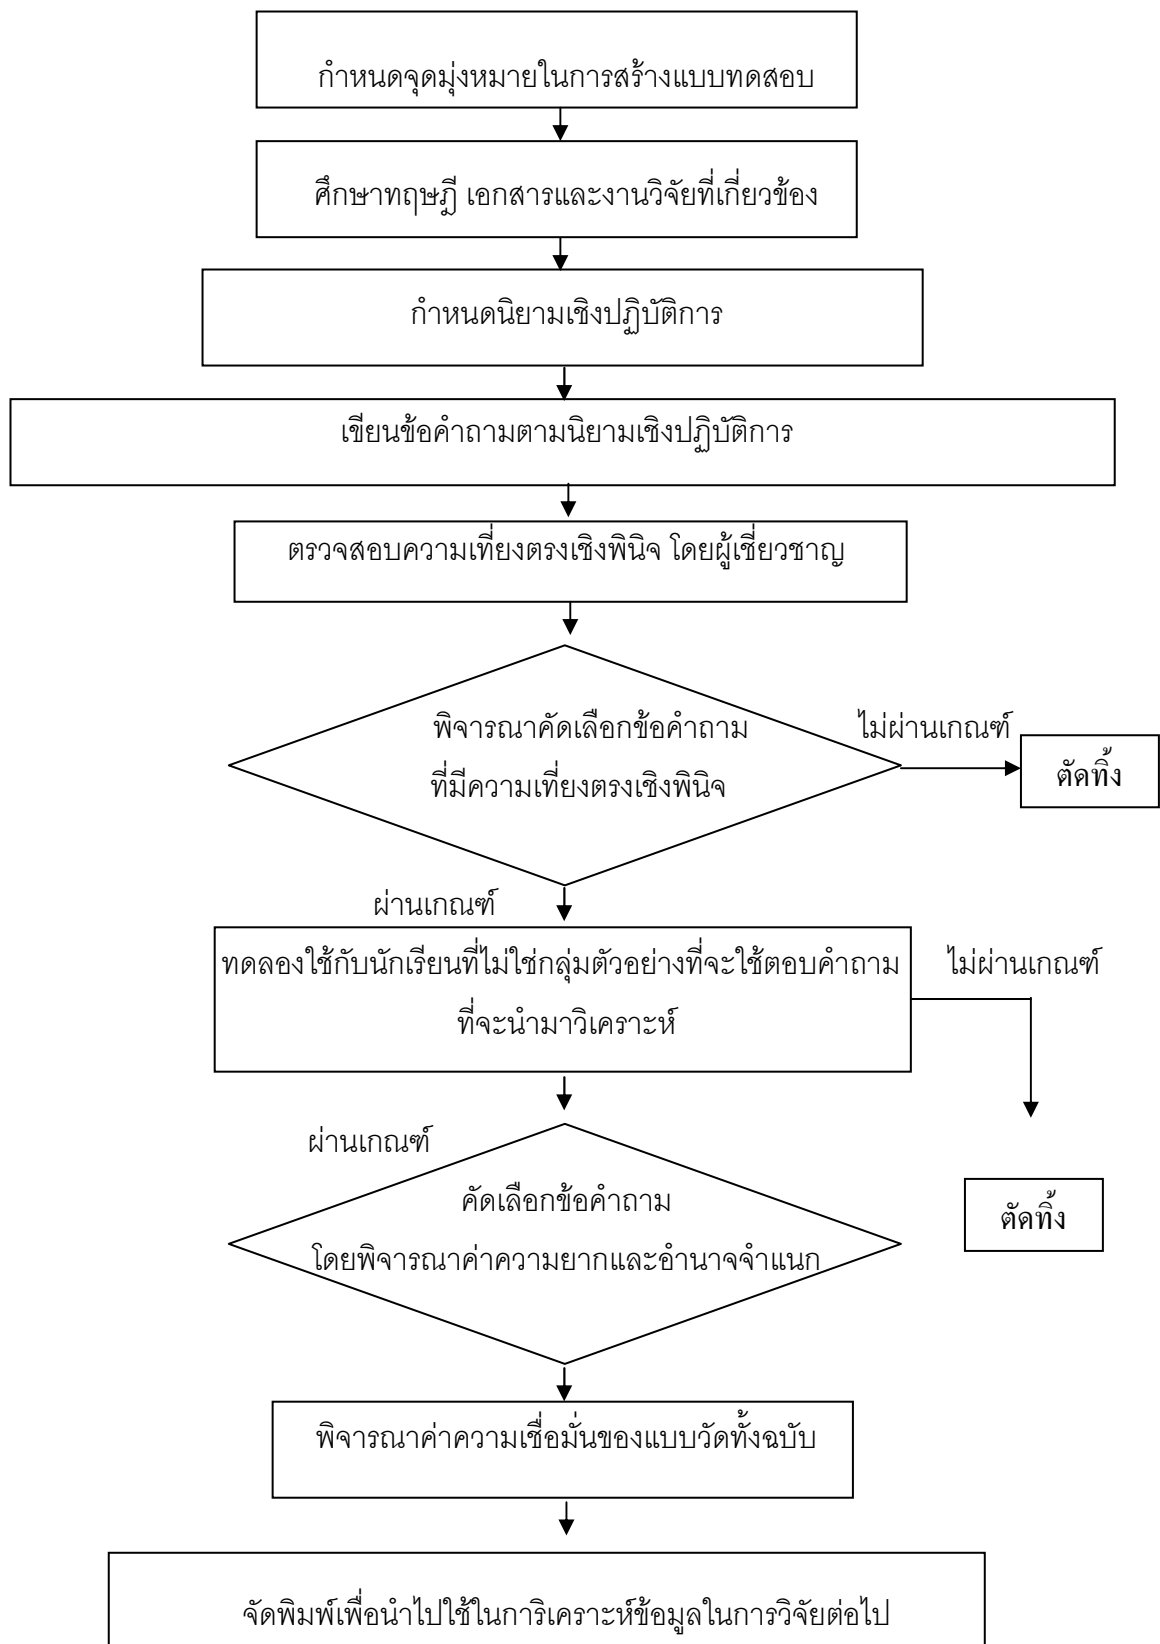 กำหนดจุดมุ่งหมายในการสร้างแบบทดสอบ
ศึกษาทฤษฎี เอกสารและงานวิจัยที่เกี่ยวข้อง
กำหนดนิยามเชิงปฏิบัติการ
เขียนข้อคำถามตามนิยามเชิงปฏิบัติการ
ตรวจสอบความเที่ยงตรงเชิงพินิจ โดยผู้เชี่ยวชาญ
พิจารณาคัดเลือกข้อคำถาม
ที่มีความเที่ยงตรงเชิงพินิจ
ไม่ผ่านเกณฑ์
ตัดทิ้ง
ผ่านเกณฑ์
ทดลองใช้กับนักเรียนที่ไม่ใช่กลุ่มตัวอย่างที่จะใช้ตอบคำถาม
ที่จะนำมาวิเคราะห์
ไม่ผ่านเกณฑ์
ตัดทิ้ง
ผ่านเกณฑ์
คัดเลือกข้อคำถาม
โดยพิจารณาค่าความยากและอำนาจจำแนก
พิจารณาค่าความเชื่อมั่นของแบบวัดทั้งฉบับ
จัดพิมพ์เพื่อนำไปใช้ในการิเคราะห์ข้อมูลในการวิจัยต่อไป